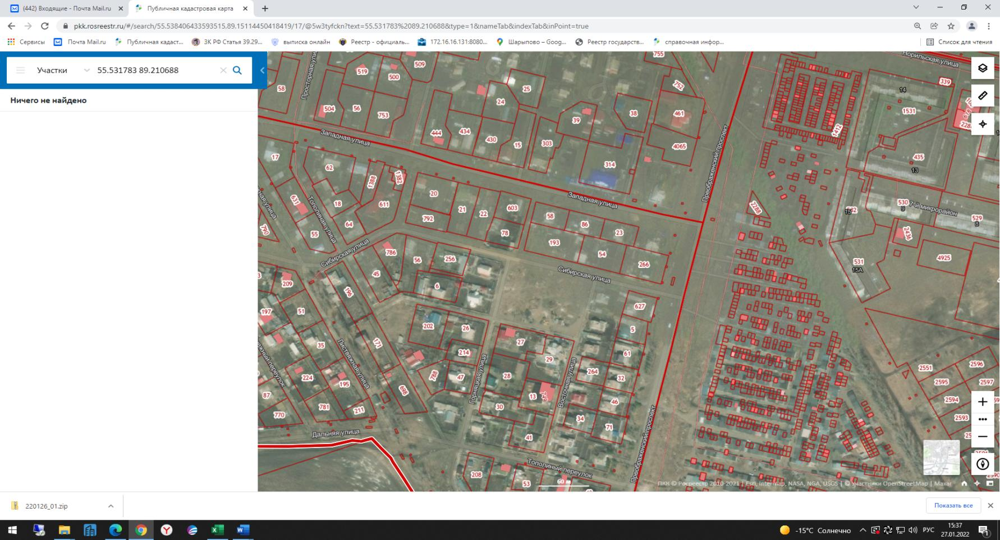 (442) Входящие - Почта Mail.ru
Публичная кадастровая карта
pkk.rosreestr.ru/#/search/55.538406433593515,89.15114450418419/17/@5w3tyfckn?text=55.531783%2089.210688&type=1&nameTab&indexTab&inPoint=true
Сервисы
Почта Mail.ru
Публичная кадаст...
ЗК РФ Статья 39.29...
выписка онлайн
Реестр - официаль...
172.16.16.131:8080...
Шарыпово – Goog...
Реестр государств...
справочная инфор...
Список для чтения
Участки
55.531783 89.210688
Ничего не найдено
Просторная
Норильская улица
755
509
519
500
58
504
56
753
25
24
752
339
14
1531
39
38
461
444
434
430
15
303
4065
1412
435
13
314
Западная улица
Преображенский проспект
17
62
1388
1382
631
18
611
20
21
22
603
792
78
Западная улица
58
86
23
193
54
266
2288
530
9
7-й микрорайон
529
8
15
2436
4925
531
15А
790
55
64
Тополиная улица
Сибирская улица
786
56
256
45
6
Сибирская улица
209
196
197
51
627
5
202
26
27
29
61
214
35
171
Листвяжная улица
224
195
788
47
28
264
32
Горняцкая улица
Восточная улица
698
13
46
87
781
211
30
34
71
770
41
Дальняя улица
Преображенский проспект
208
53
Тополиный переулок
2551
2596
2595
2597
2594
2593
60 м
ПКК © Росреестр 2010-2021 | Esri, Intermap, NASA, NGA, USGS | © Участники OpenStreetMap | Maxar
220126_01.zip
Показать все
-15°C Солнечно
РУС
15:37
27.01.2022
1